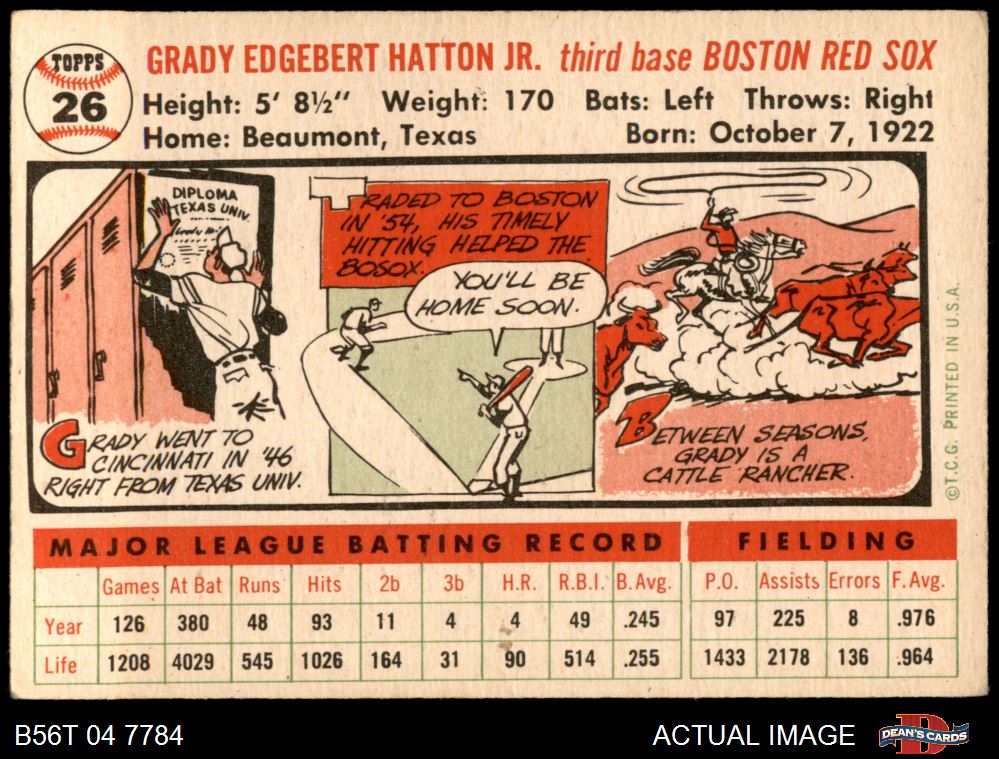 TOPPS
26
GRADY EDGEBERT HATTON JR. third base BOSTON RED SOX
Height: 5' 8½" Weight: 170 Bats: Left Throws: Right
Home: Beaumont, Texas Born: October 7, 1922
DIPLOMA
TEXAS UNIV.
GRADY WENT TO
CINCINNATI IN '46
RIGHT FROM TEXAS UNIV.
TRADED TO BOSTON
IN '54, HIS TIMELY
HITTING HELPED THE
BOSOX.
YOU'LL BE
HOME SOON.
BETWEEN SEASONS,
GRADY IS A
CATTLE RANCHER.
©T.C.G. PRINTED IN U.S.A.
MAJOR LEAGUE BATTING RECORD FIELDING
Games At Bat Runs Hits 2b 3b H.R. R.B.I. B. Avg. P.O. Assists Errors F. Avg.
Year 126 380 48 93 11 4 4 49 .245 97 225 8 .976
Life 1208 4029 545 1026 164 31 90 514 .255 1433 2178 136 .964
B56T 04 7784 ACTUAL IMAGE
DEAN'S CARDS